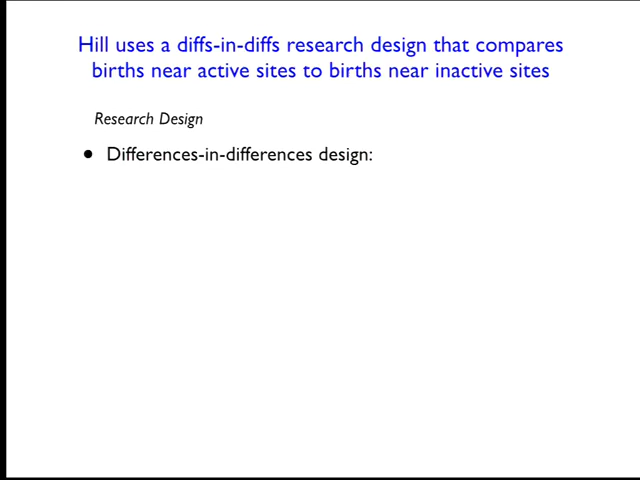 Hill uses a diffs-in-diffs research design that compares
births near active sites to births near inactive sites
Research Design
• Differences-in-differences design: